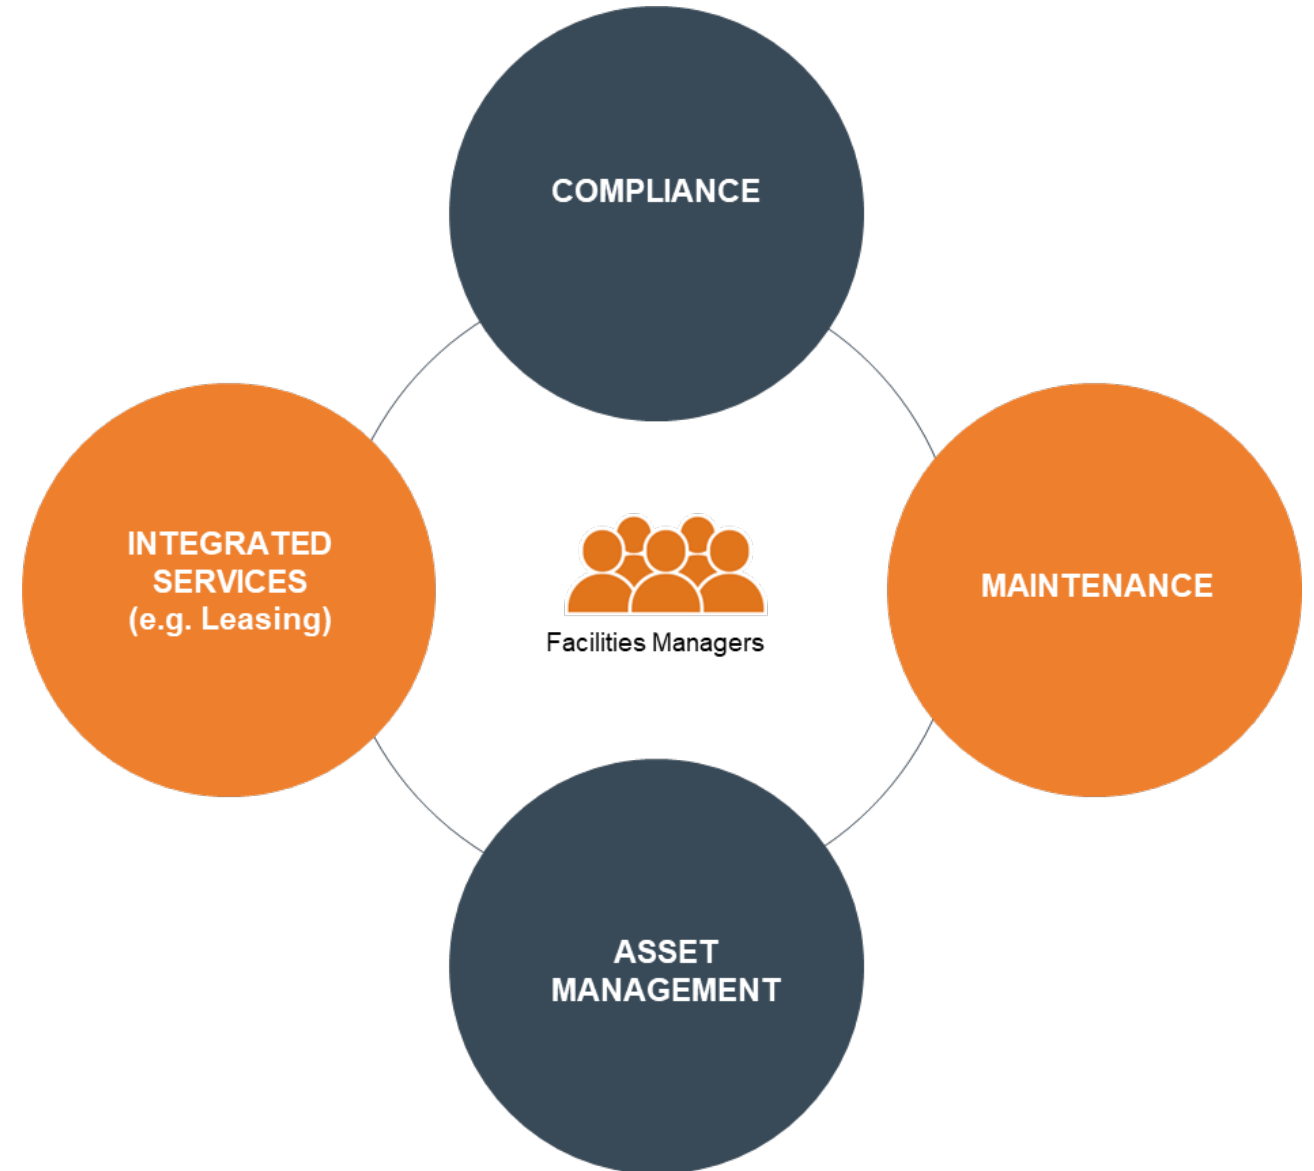 COMPLIANCE
INTEGRATED
SERVICES
(e.g. Leasing)
MAINTENANCE
Facilities Managers
ASSET
MANAGEMENT